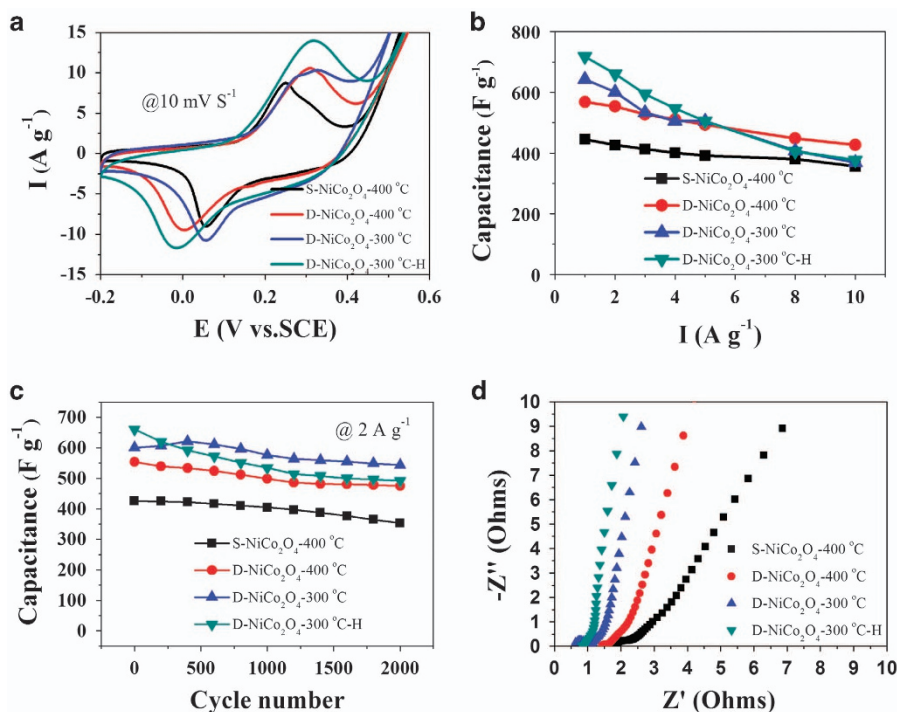 a
15
10
5
0
-5
-10
15
I (A g⁻¹)
@10 mV S⁻¹
S-NiCo₂O₄-400 °C
D-NiCo₂O₄-400 °C
D-NiCo₂O₄-300 °C
D-NiCo₂O₄-300 °C-H
-0.2 0.0 0.2 0.4 0.6
E (V vs.SCE)
b
800
600
400
200
0
Capacitance (F g⁻¹)
S-NiCo₂O₄-400 °C
D-NiCo₂O₄-400 °C
D-NiCo₂O₄-300 °C
D-NiCo₂O₄-300 °C-H
0 2 4 6 8 10
I (A g⁻¹)
c
700
600
500
400
300
200
100
0
Capacitance (F g⁻¹)
@ 2 A g⁻¹
S-NiCo₂O₄-400 °C
D-NiCo₂O₄-400 °C
D-NiCo₂O₄-300 °C
D-NiCo₂O₄-300 °C-H
0 500 1000 1500 2000
Cycle number
d
10
9
8
7
6
5
4
3
2
1
0
-Z'' (Ohms)
S-NiCo₂O₄-400 °C
D-NiCo₂O₄-400 °C
D-NiCo₂O₄-300 °C
D-NiCo₂O₄-300 °C-H
0 1 2 3 4 5 6 7 8 9 10
Z' (Ohms)